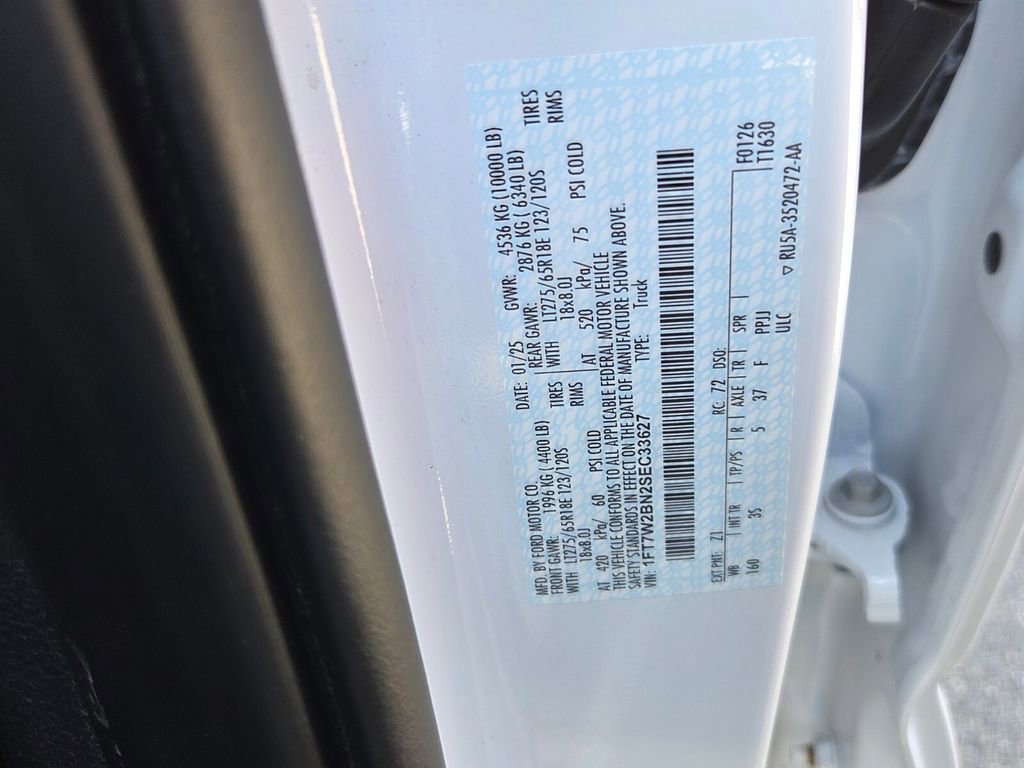 MFD. BY FORD MOTOR CO.
DATE: 01/25 GVWR: 4536 KG (10000 LB)
FRONT GAWR: 1996 KG ( 4400 LB) REAR GAWR: 2876 KG ( 6340 LB)
WITH LT275/65R18E 123/120S TIRES WITH LT275/65R18E 123/120S TIRES
18x8.0J RIMS 18x8.0J RIMS
AT 420 kPa/ 60 PSI COLD AT 520 kPa/ 75 PSI COLD
THIS VEHICLE CONFORMS TO ALL APPLICABLE FEDERAL MOTOR VEHICLE
SAFETY STANDARDS IN EFFECT ON THE DATE OF MANUFACTURE SHOWN ABOVE.
VIN: 1FT7W2BN2SEC33627 TYPE: Truck
EXT PNT: Z1 RC: 72 DSO: F0126
WB INT TR TP/PS R AXLE TR SPR T1630
160 3S 5 37 F PPJJ
ULC ▽ RU5A-3520472-AA